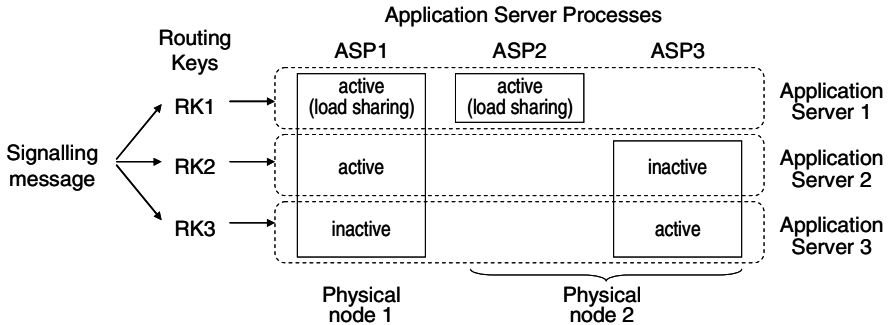 Application Server Processes
Routing
Keys
ASP1
ASP2
ASP3
RK1
active
(load sharing)
active
(load sharing)
Application
Server 1
Signalling
message
RK2
active
inactive
Application
Server 2
RK3
inactive
active
Application
Server 3
Physical
node 1
Physical
node 2